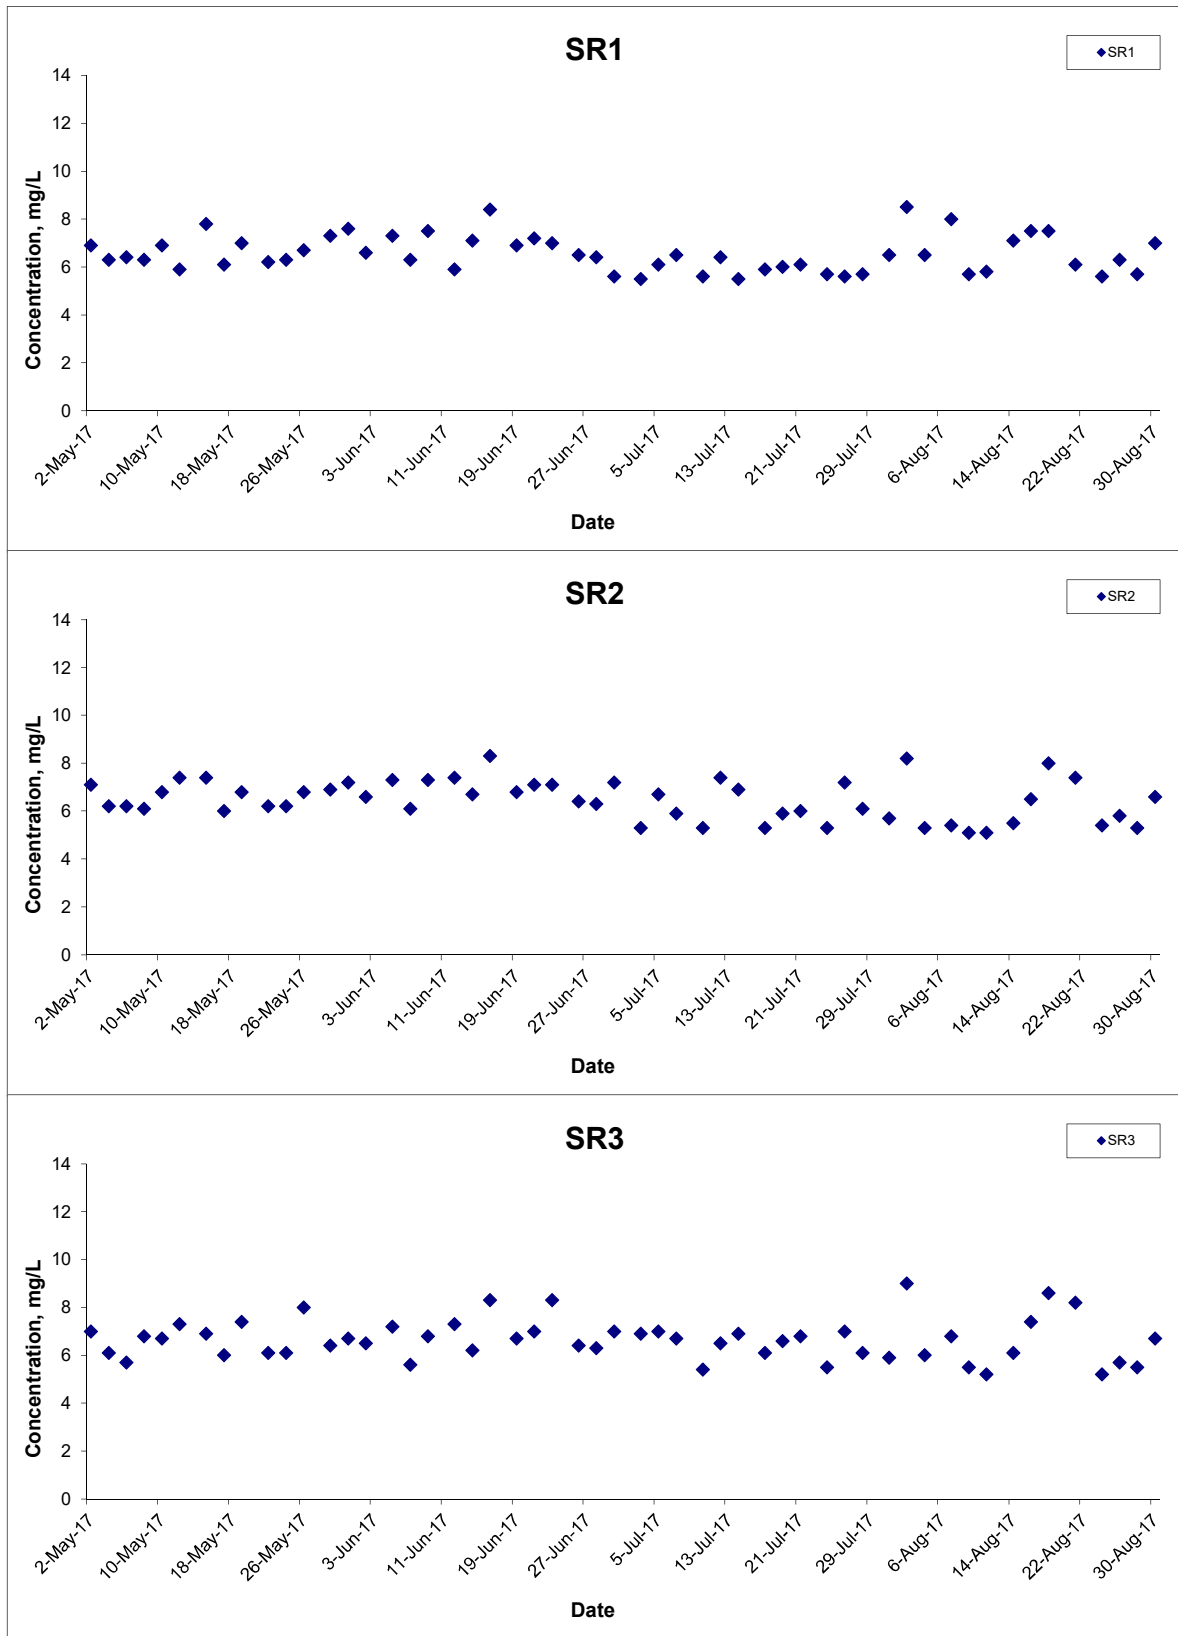 SR1
SR1
14
12
10
8
6
4
2
0
Concentration, mg/L
2-May-17
10-May-17
18-May-17
26-May-17
3-Jun-17
11-Jun-17
19-Jun-17
27-Jun-17
5-Jul-17
13-Jul-17
21-Jul-17
29-Jul-17
6-Aug-17
14-Aug-17
22-Aug-17
30-Aug-17
Date
SR2
SR2
14
12
10
8
6
4
2
0
Concentration, mg/L
2-May-17
10-May-17
18-May-17
26-May-17
3-Jun-17
11-Jun-17
19-Jun-17
27-Jun-17
5-Jul-17
13-Jul-17
21-Jul-17
29-Jul-17
6-Aug-17
14-Aug-17
22-Aug-17
30-Aug-17
Date
SR3
SR3
14
12
10
8
6
4
2
0
Concentration, mg/L
2-May-17
10-May-17
18-May-17
26-May-17
3-Jun-17
11-Jun-17
19-Jun-17
27-Jun-17
5-Jul-17
13-Jul-17
21-Jul-17
29-Jul-17
6-Aug-17
14-Aug-17
22-Aug-17
30-Aug-17
Date